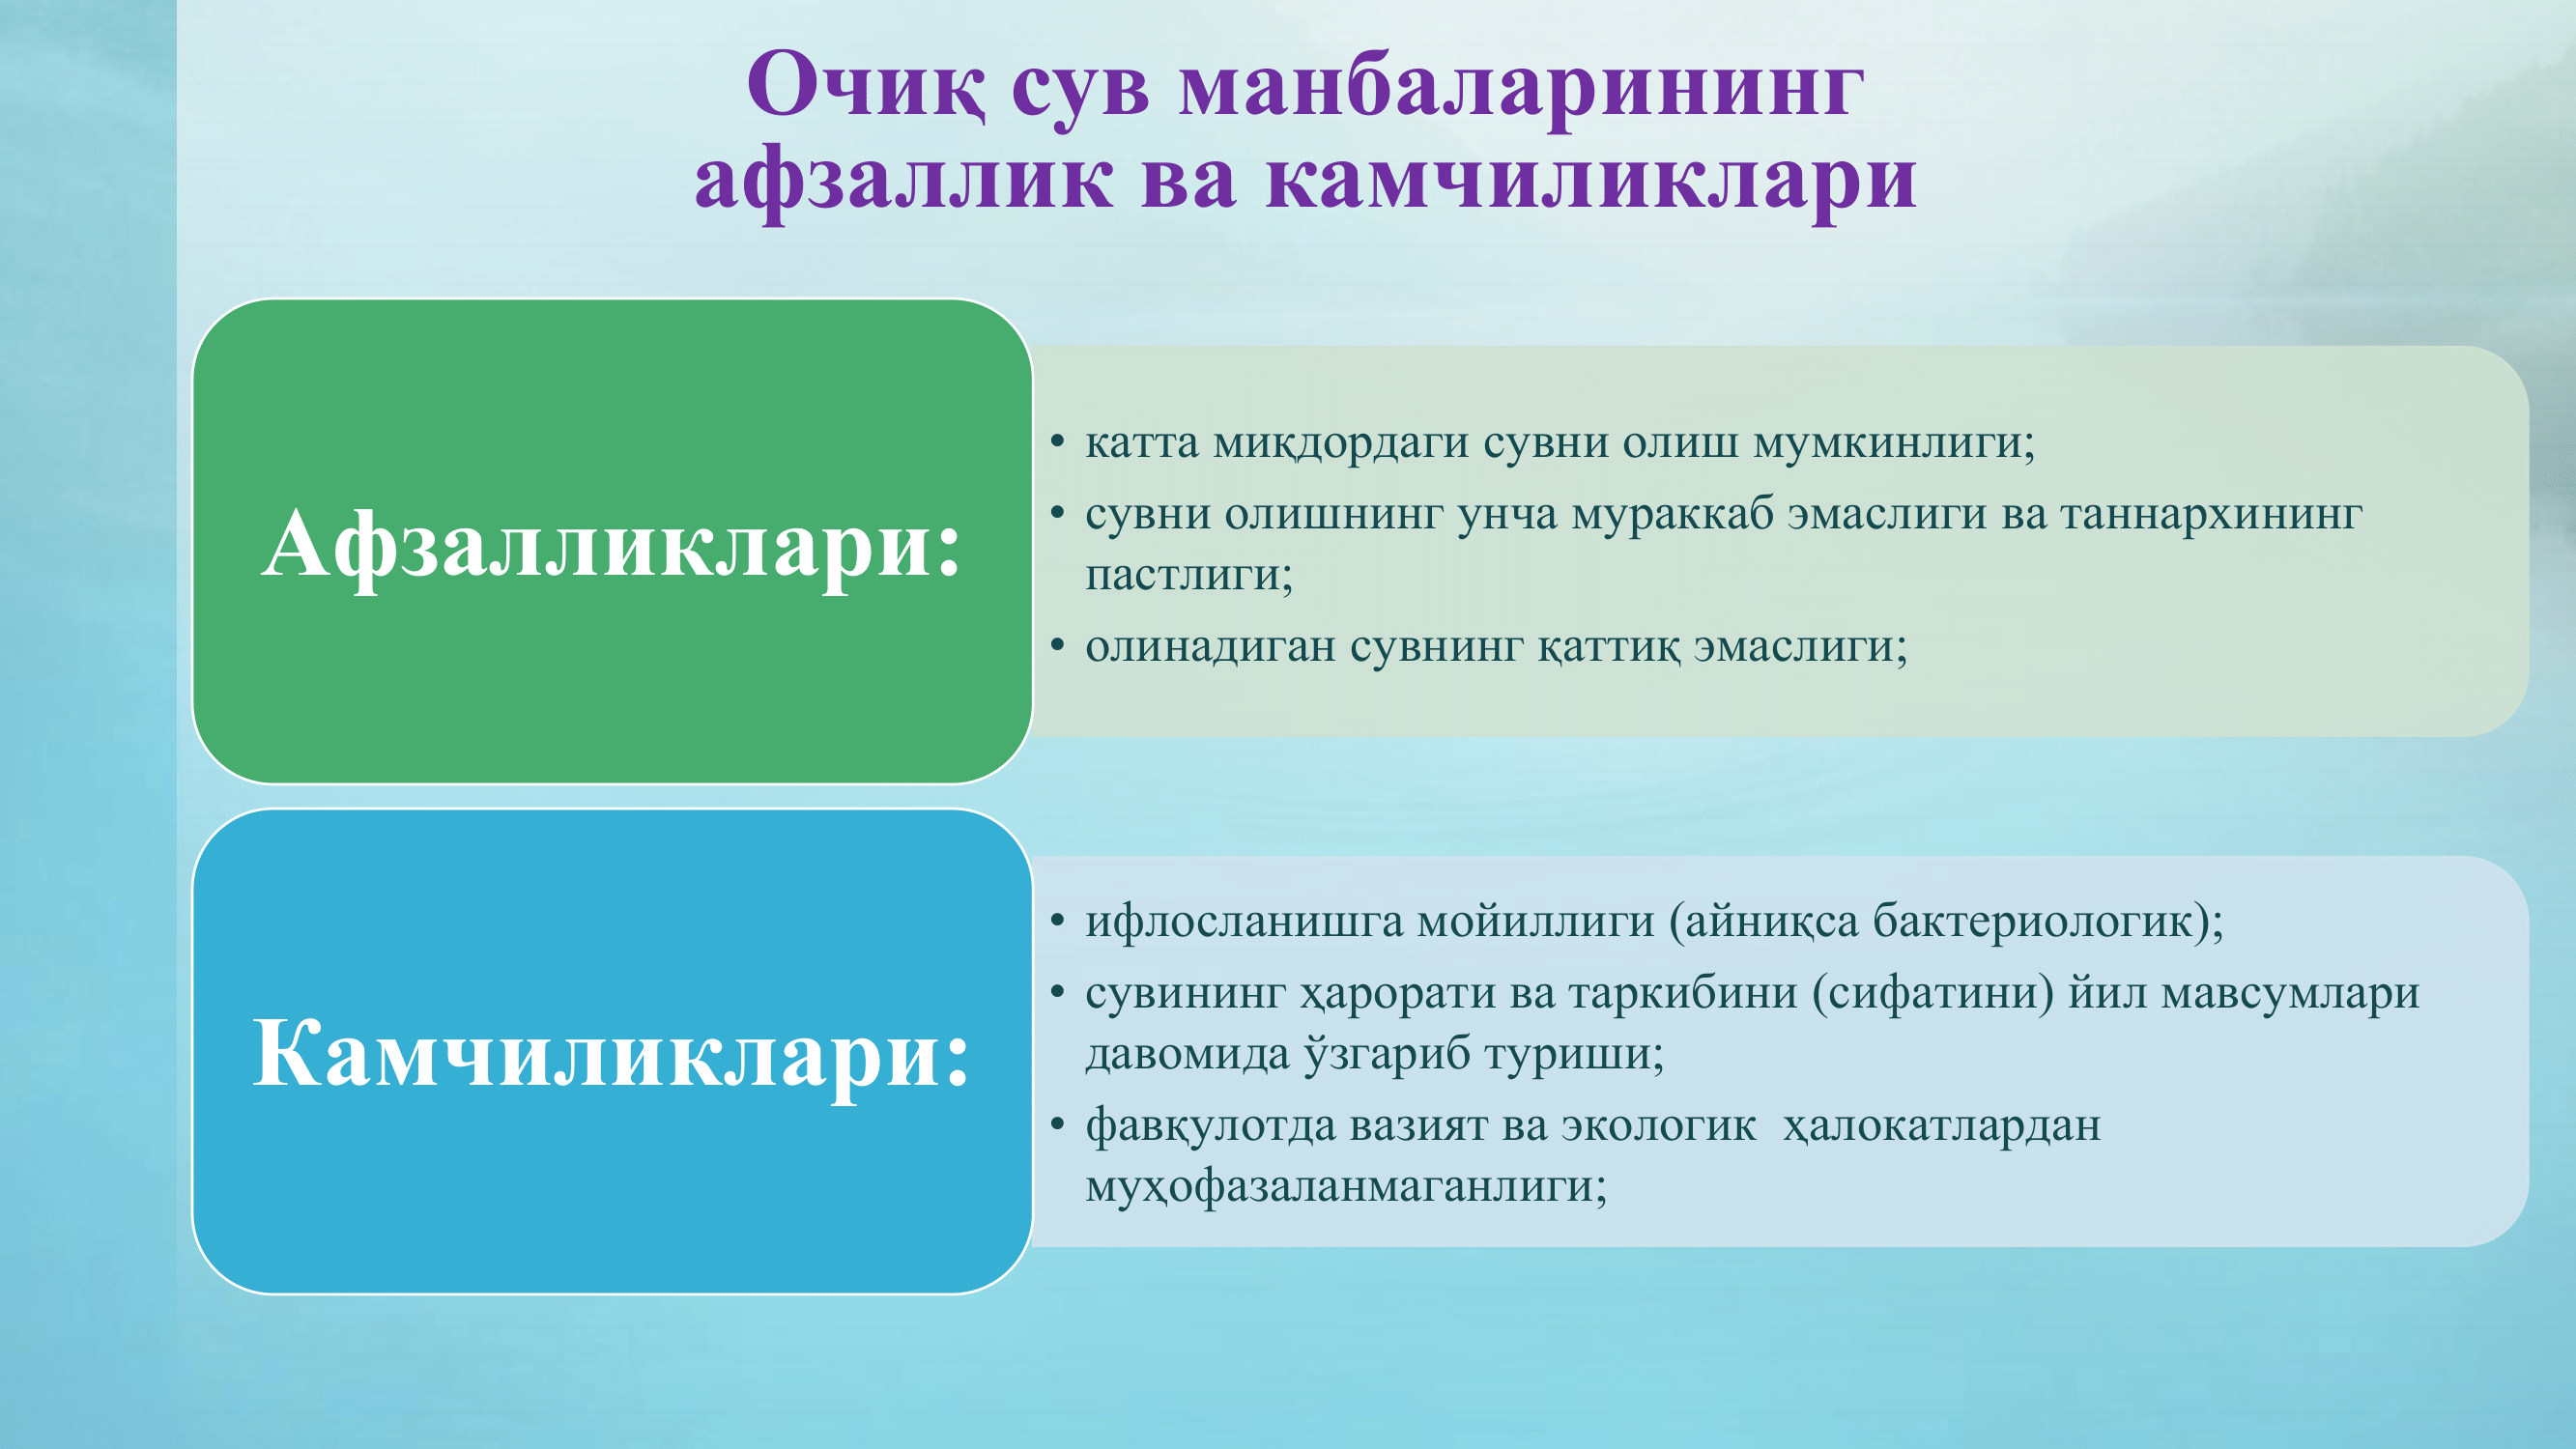 Очиқ сув манбаларининг
афзаллик ва камчиликлари
Афзалликлари:
• катта миқдордаги сувни олиш мумкинлиги;
• сувни олишнинг унча мураккаб эмаслиги ва таннархининг
пастлиги;
• олинадиган сувнинг қаттиқ эмаслиги;
Камчиликлари:
• ифлосланишга мойиллиги (айниқса бактериологик);
• сувининг ҳарорати ва таркибини (сифатини) йил мавсумлари
давомида ўзгариб туриши;
• фавқулотда вазият ва экологик  ҳалокатлардан
муҳофазаланмаганлиги;